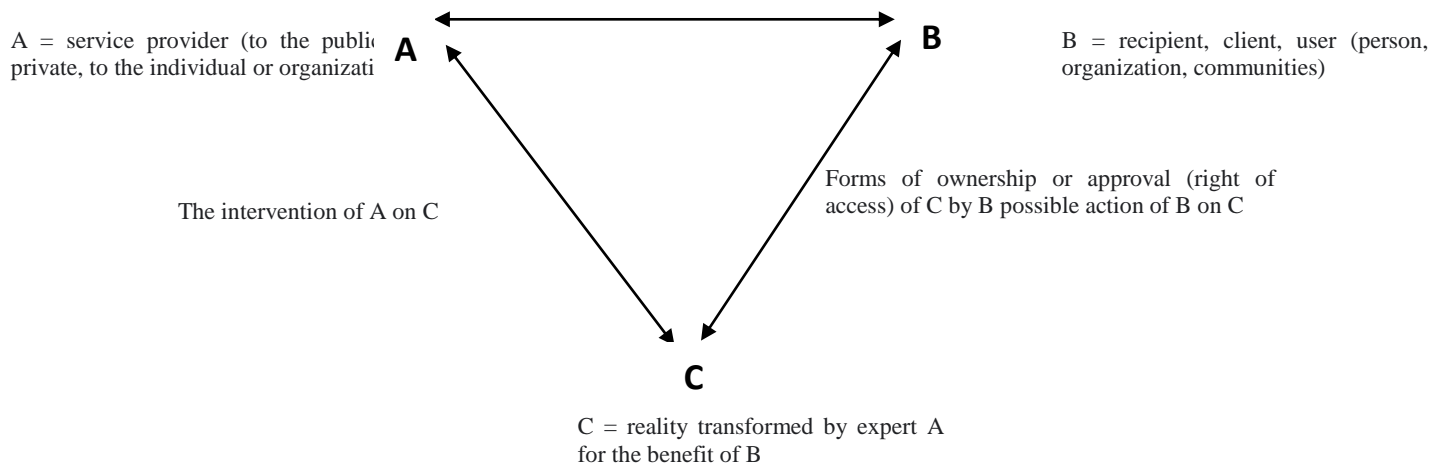 A = service provider (to the public
private, to the individual or
A
B
B = recipient, client, user (person,
organization, communities)
The intervention of A on C
Forms of ownership or approval (right of
access) of C by B possible action of B on C
C
C = reality transformed by expert A
for the benefit of B